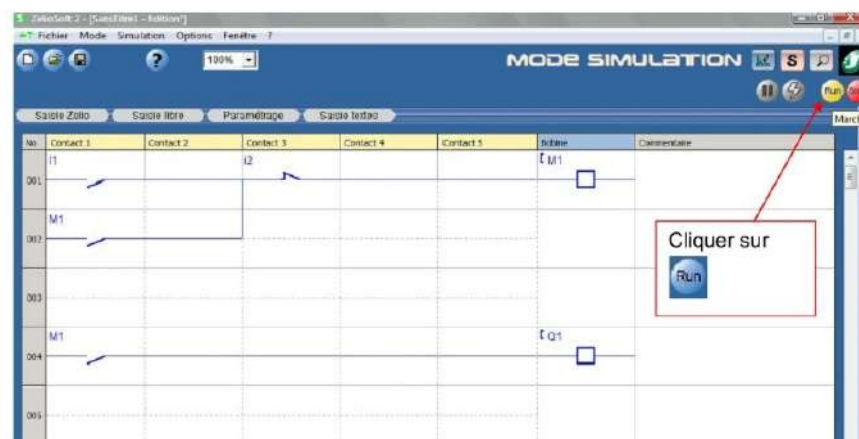 ZelioSoft 2 - [SansTitre1 - Edition*]
Fichier Mode Simulation Options Fenêtre ?
100%
MODE SIMULATION
S
Run
Saisie Zelio Saisie libre Paramétrage Saisie textes
March
No Contact 1 Contact 2 Contact 3 Contact 4 Contact 5 Bobine Commentaire
I1 i2 [ M1
001
M1
002
Cliquer sur
Run
003
M1 [ Q1
004
005